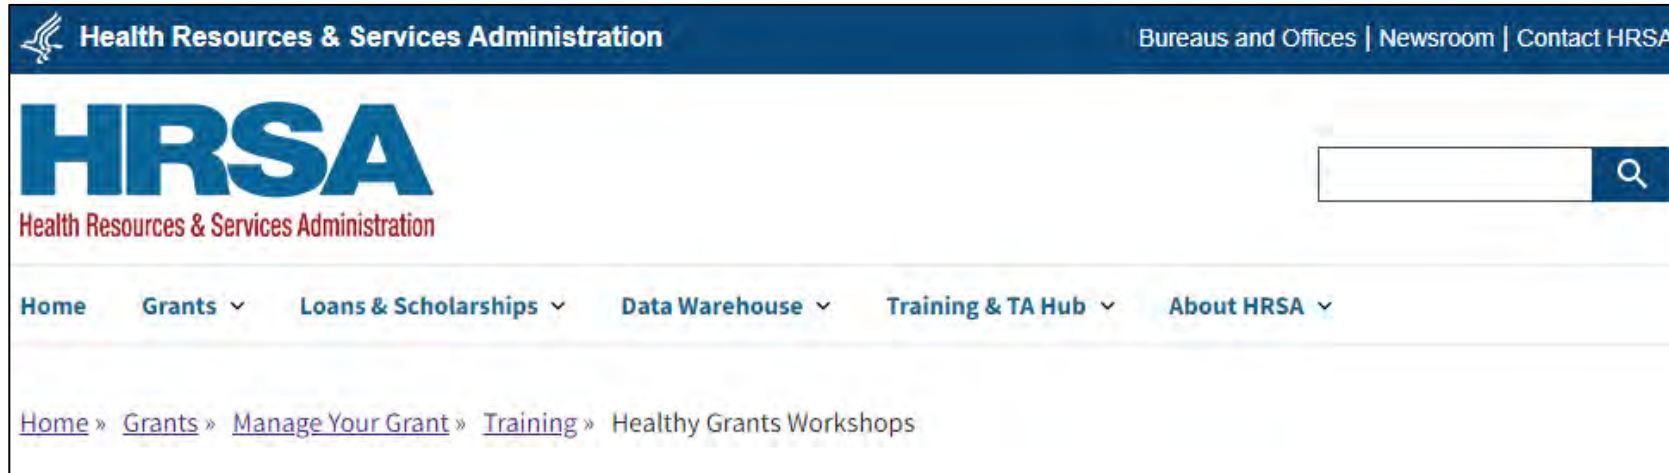 Health Resources & Services Administration
Bureaus and Offices | Newsroom | Contact HRSA
HRSA
Health Resources & Services Administration
Home Grants Loans & Scholarships Data Warehouse Training & TA Hub About HRSA
Home » Grants » Manage Your Grant » Training » Healthy Grants Workshops